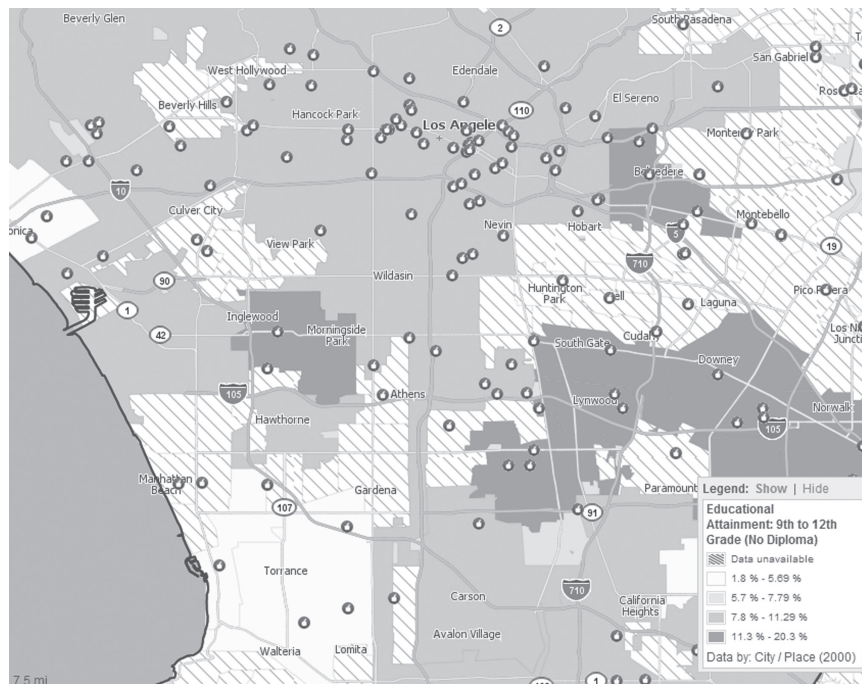 Beverly Glen
2
South Pasadena
San Gabriel
West Hollywood
Edendale
Beverly Hills
El Sereno
Hancock Park
110
Los Angele
Monterey Park
10
Belvedere
Culver City
Nevin
Hobart
Montebello
View Park
5
19
710
90
Wildasin
Huntington
Park
Laguna
1
Inglewood
Morningside
Park
42
South Gate
Cudahy
Downey
105
Athens
Lynwood
Norwalk
Hawthorne
105
Manhattan
Beach
Gardena
Paramount
107
91
Torrance
Carson
710
California
Heights
Avalon Village
Walteria
Lomita
1
7.5 mi
Legend: Show | Hide
Educational
Attainment: 9th to 12th
Grade (No Diploma)
Data unavailable
1.8 % - 5.69 %
5.7 % - 7.79 %
7.8 % - 11.29 %
11.3 % - 20.3 %
Data by: City / Place (2000)